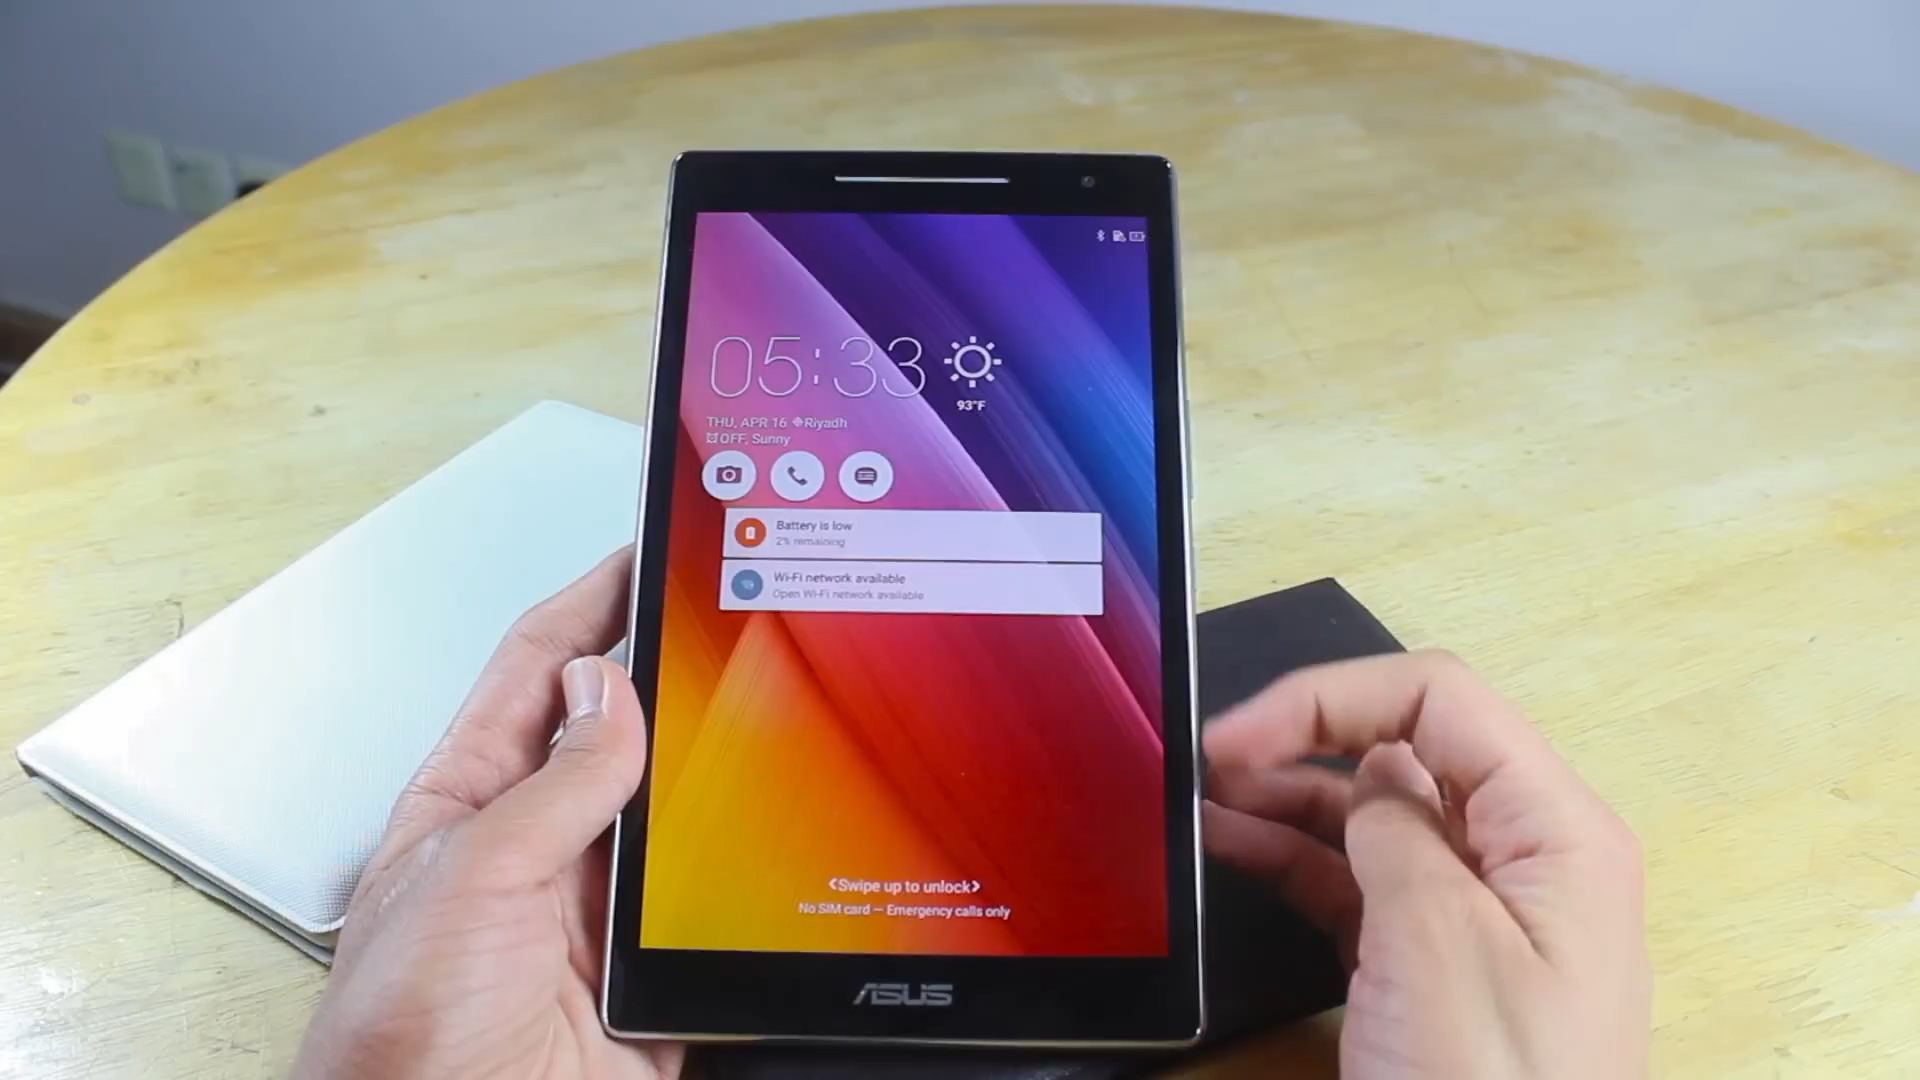 05:33
93°F
THU, APR 16 Riyadh
OFF, Sunny
Battery is low
2% remaining
Wi-Fi network available
Open Wi-Fi network available
Swipe up to unlock
No SIM card — Emergency calls only
ASUS